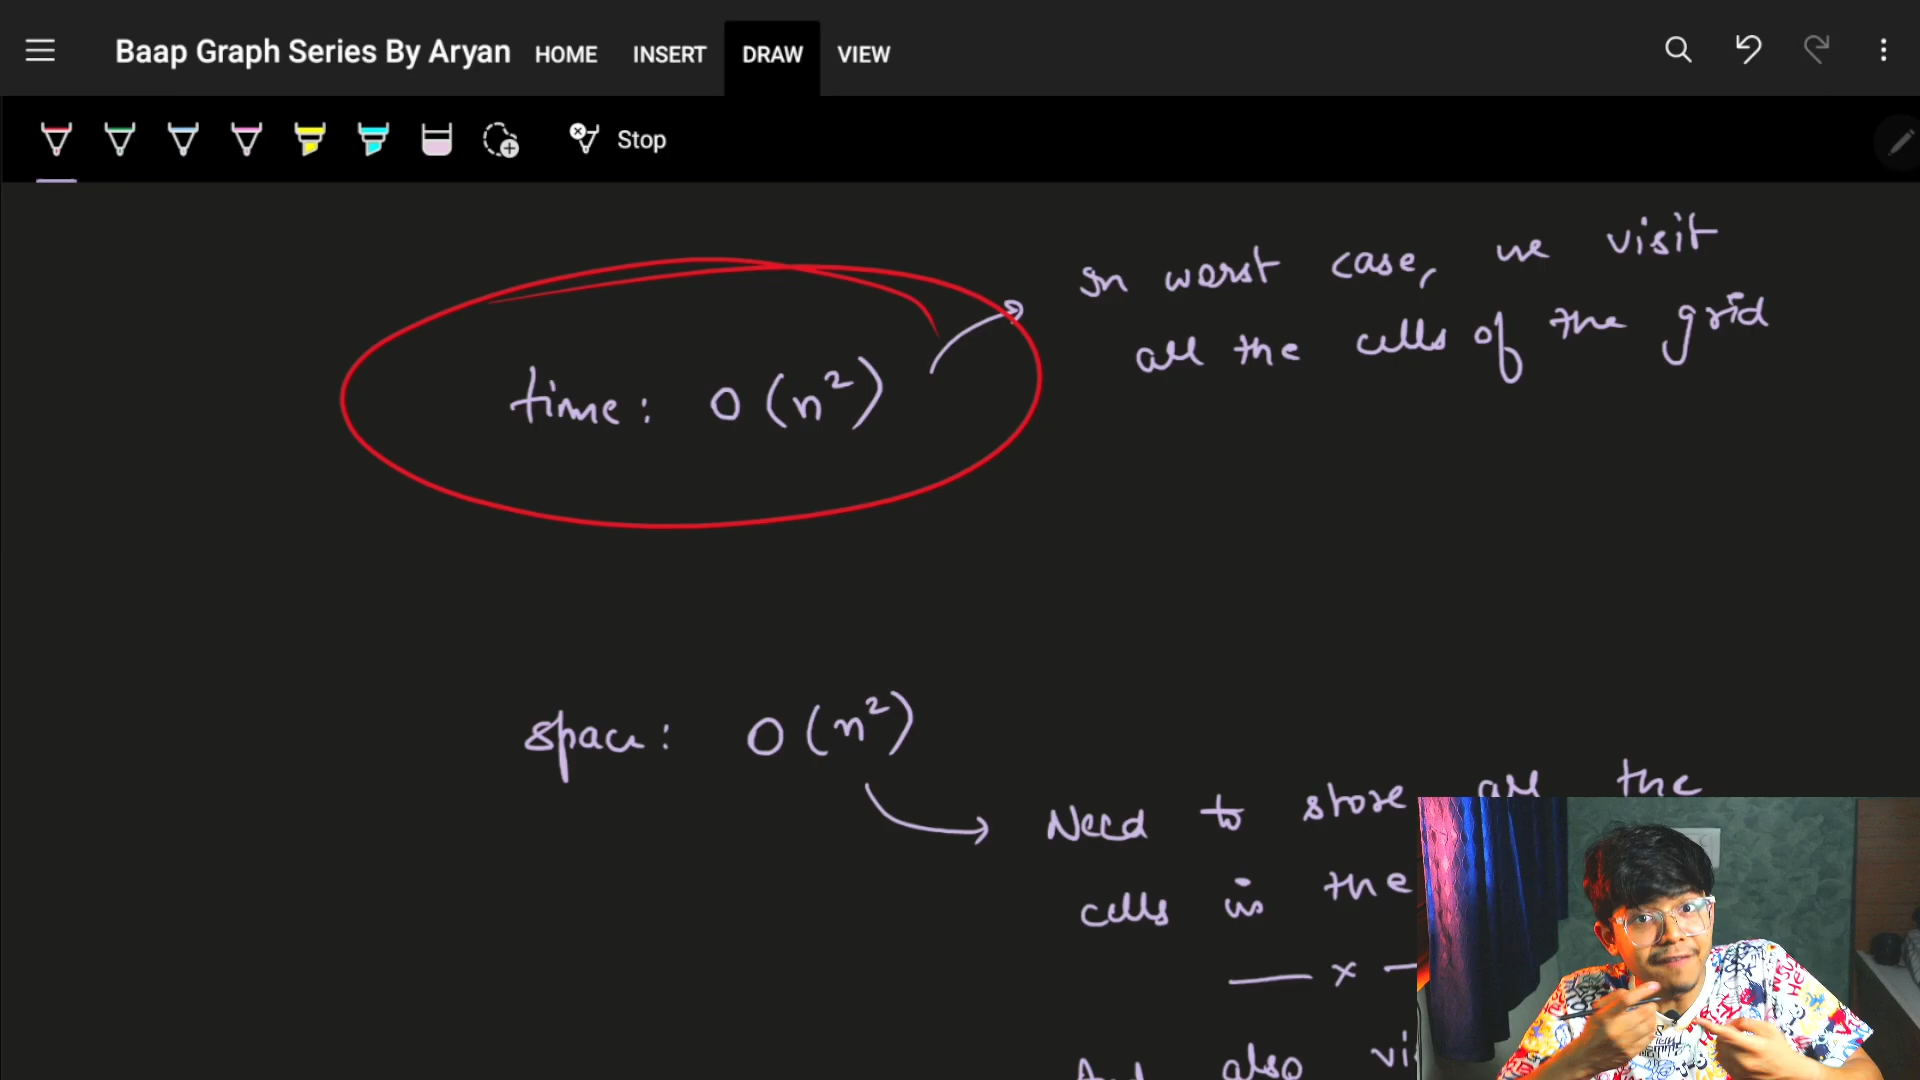 Baap Graph Series By Aryan HOME INSERT DRAW VIEW
Stop
In worst case, we visit
all the cells of the grid
time: O(n²)
space: O(n²)
Need to store all the
cells in the
x
And also